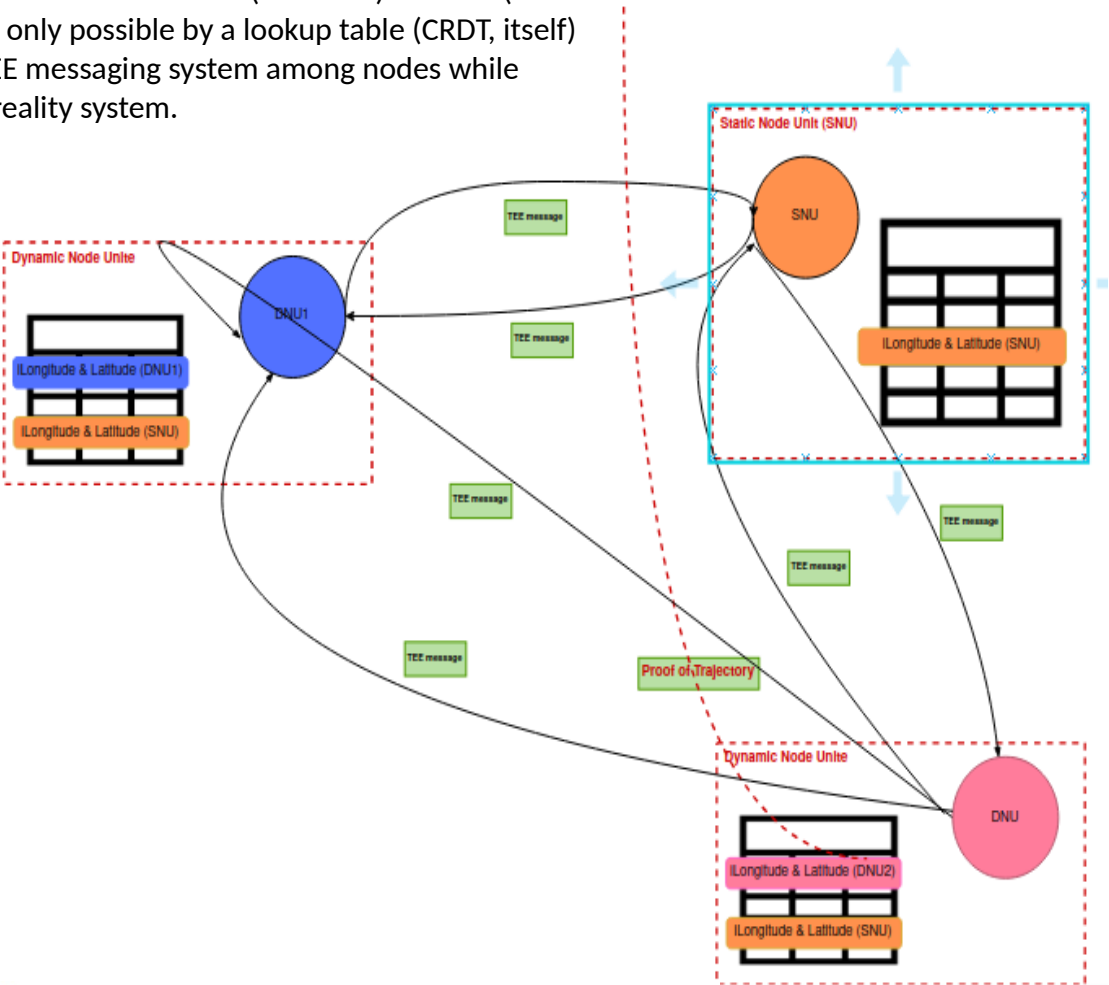 only possible by a lookup table (CRDT, itself)
EE messaging system among nodes while
reality system.
Static Node Unit (SNU)
SNU
TEE message
Dynamic Node Unite
DNU1
TEE message
ILongitude & Latitude (SNU)
ILongitude & Latitude (DNU1)
ILongitude & Latitude (SNU)
TEE message
TEE message
TEE message
TEE message
Proof of Trajectory
Dynamic Node Unite
DNU
ILongitude & Latitude (DNU2)
ILongitude & Latitude (SNU)